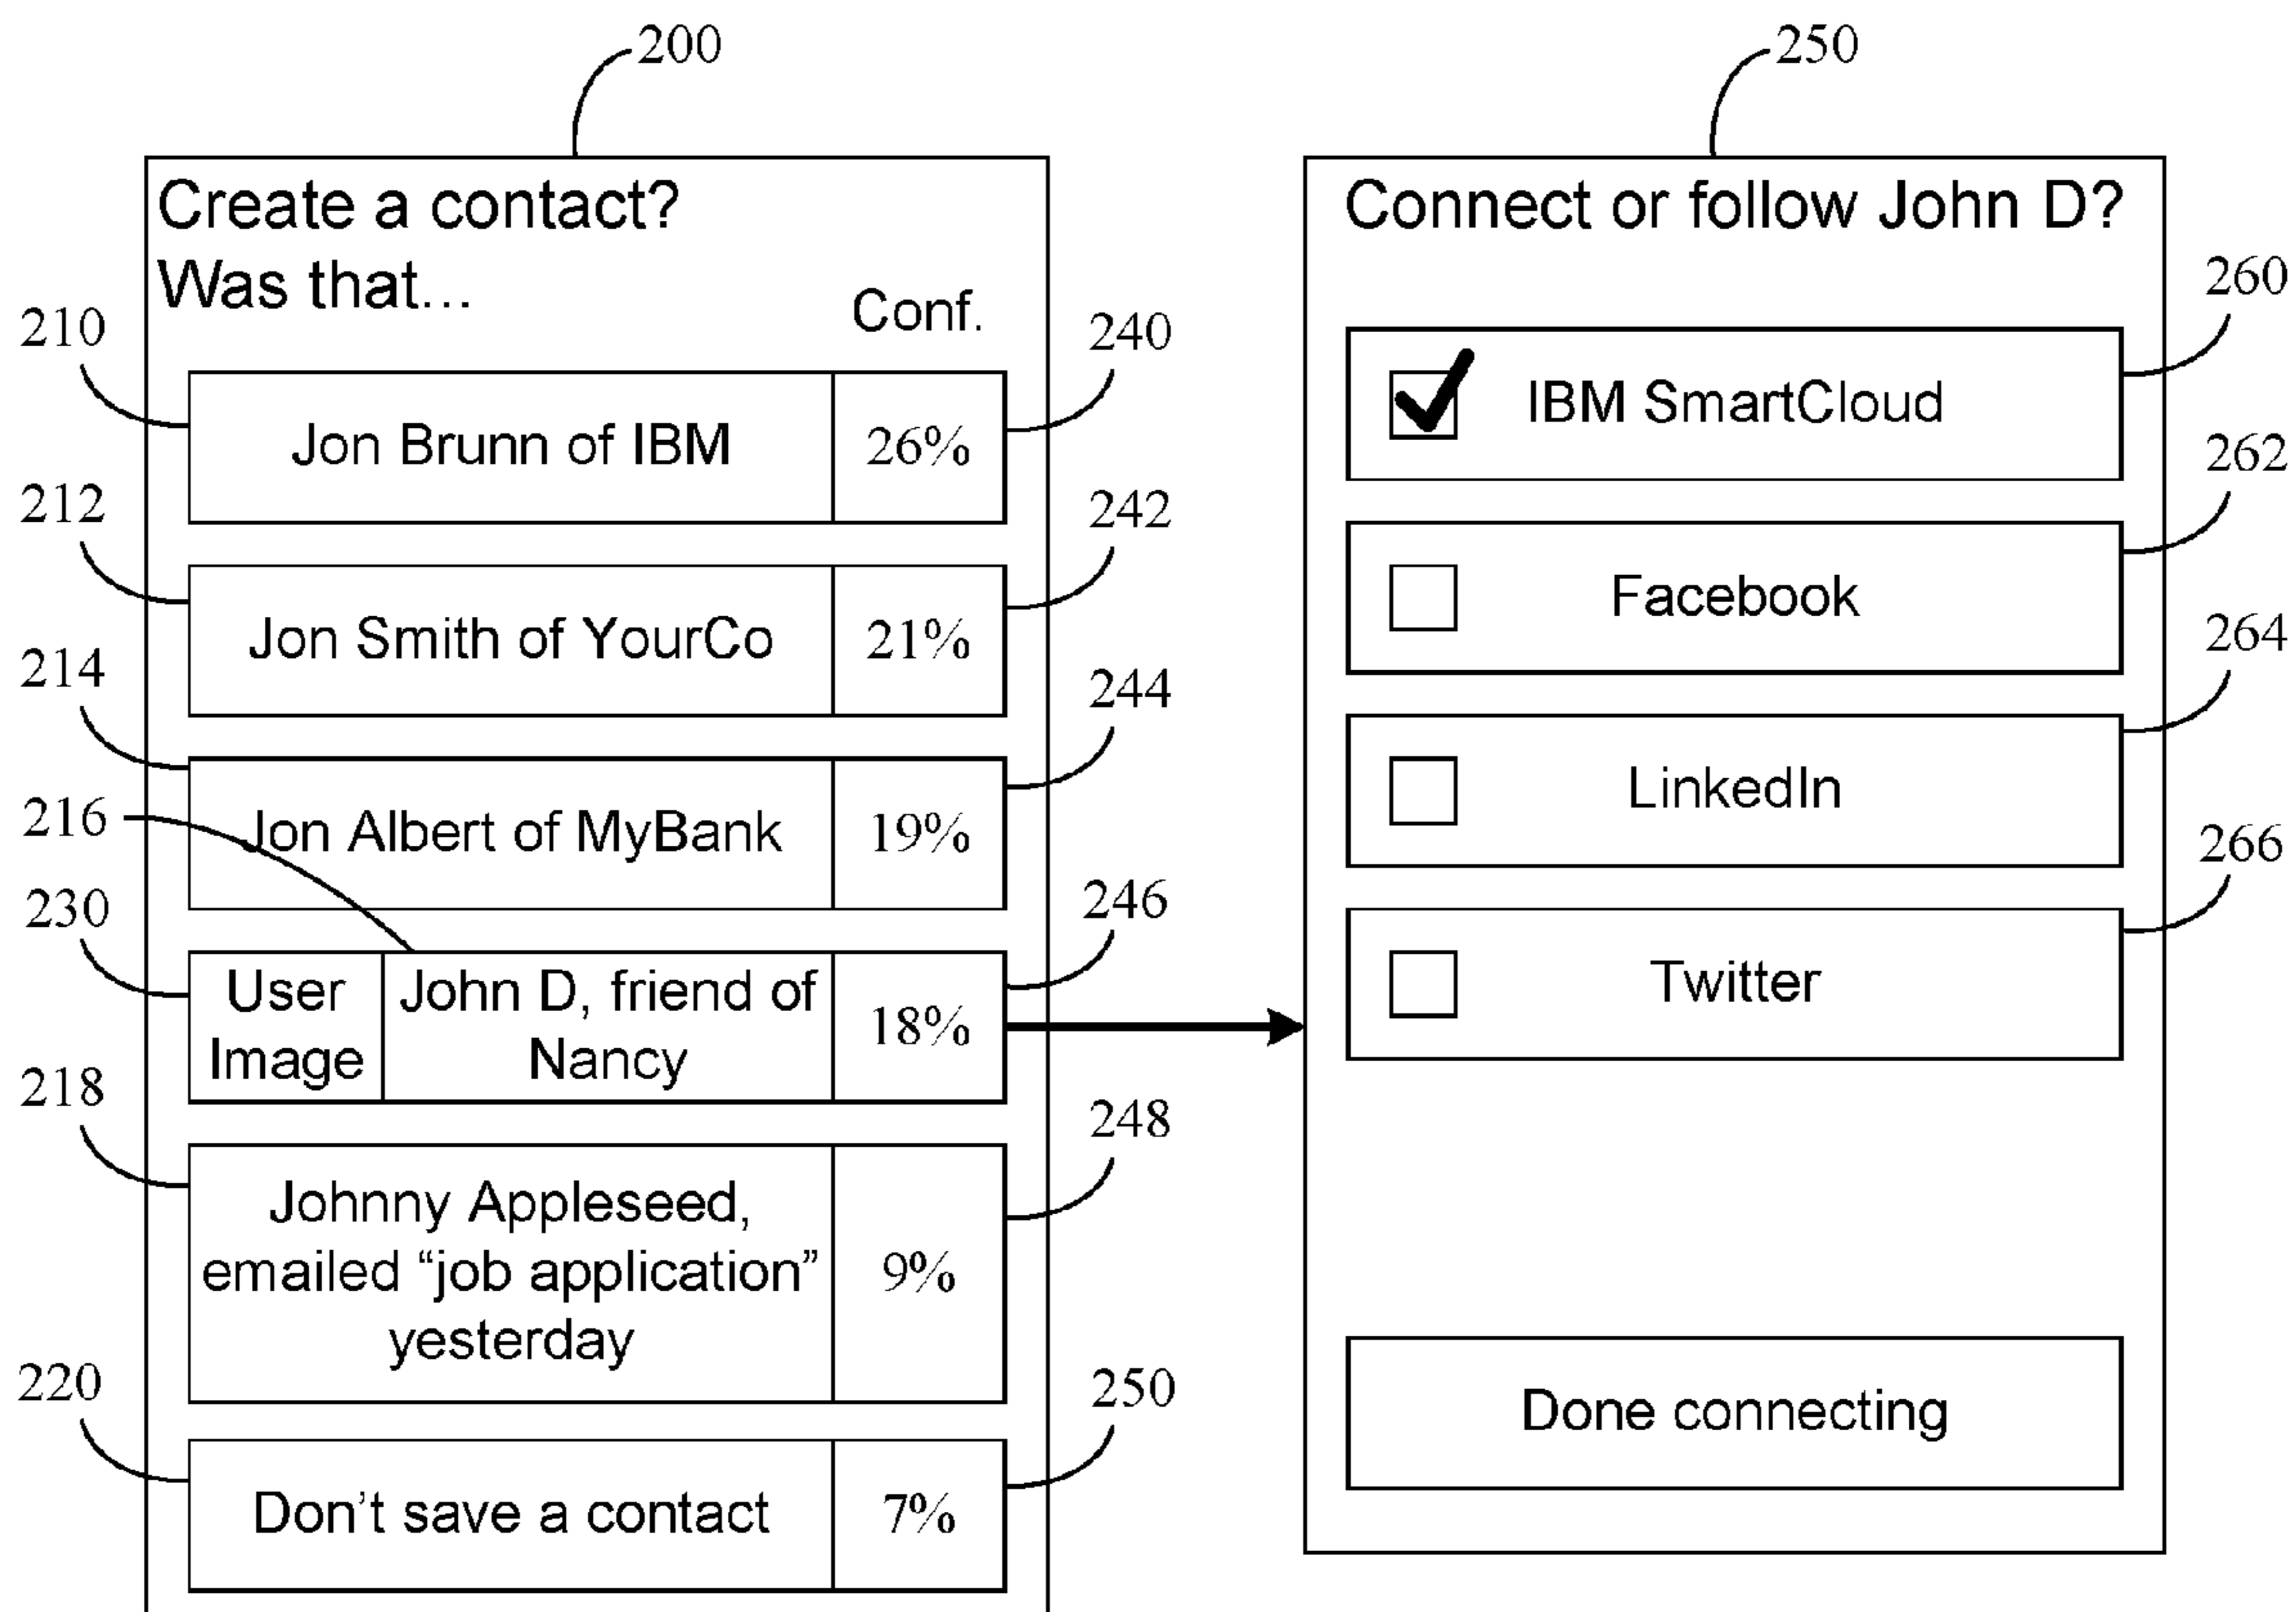 200
Create a contact?
Was that...
Conf.
210
Jon Brunn of IBM
26%
240
212
Jon Smith of YourCo
21%
242
214
Jon Albert of MyBank
19%
244
216
230
User
Image
John D, friend of
Nancy
18%
246
218
Johnny Appleseed,
emailed “job application”
yesterday
9%
248
220
Don’t save a contact
7%
250
250
Connect or follow John D?
IBM SmartCloud
260
Facebook
262
LinkedIn
264
Twitter
266
Done connecting